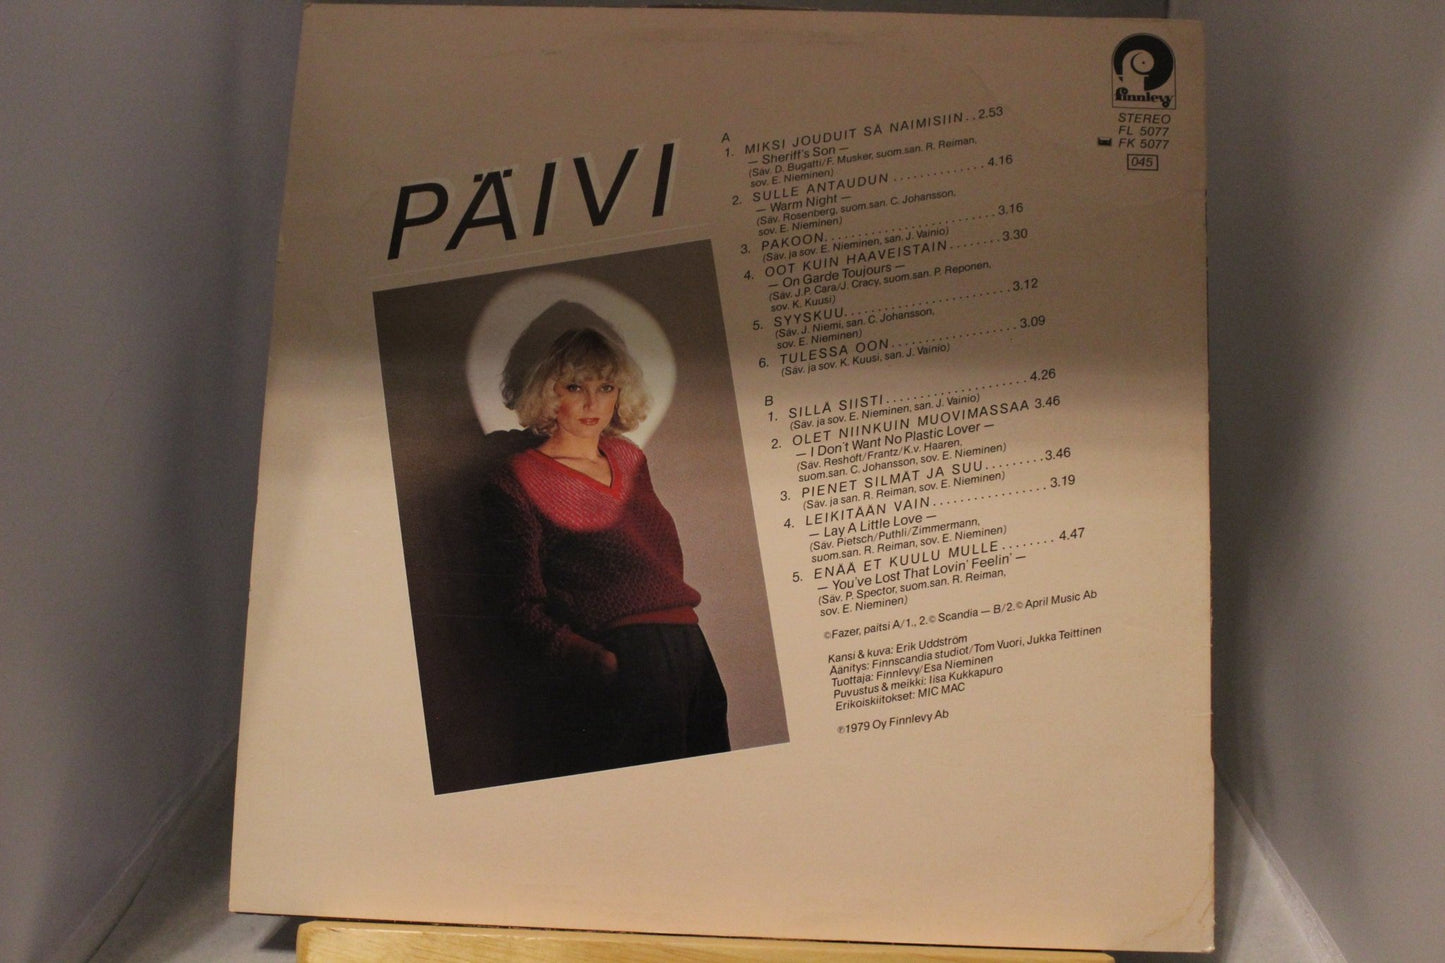 finnlevy
STEREO
FL 5077
FK 5077
045
PÄIVI
A
1. MIKSI JOUDUIT SÄ NAIMISIIN..2.53
— Sheriff's Son —
(Säv. D. Bugatti/F. Musker, suom.san. R. Reiman,
sov. E. Nieminen)
2. SULLE ANTAUDUN..............4.16
— Warm Night —
(Säv. Rosenberg, suom.san. C. Johansson,
sov. E. Nieminen)
3. PAKOON........................3.16
(Säv. ja sov. E. Nieminen, san. J. Vainio)
4. OOT KUIN HAAVEISTAIN........3.30
— On Garde Toujours —
(Säv. J.P. Cara/J. Cracy, suom.san. P. Reponen,
sov. K. Kuusi)
5. SYYSKUU.......................3.12
(Säv. J. Niemi, san. C. Johansson,
sov. E. Nieminen)
6. TULESSA OON..................3.09
(Säv. ja sov. K. Kuusi, san. J. Vainio)
B
1. SILLÄ SIISTI....................4.26
(Säv. ja sov. E. Nieminen, san. J. Vainio)
2. OLET NIINKUIN MUOVIMASSAA 3.46
— I Don't Want No Plastic Lover —
(Säv. Reshöft/Frantz/K.v. Haaren,
suom.san. C. Johansson, sov. E. Nieminen)
3. PIENET SILMÄT JA SUU.........3.46
(Säv. ja san. R. Reiman, sov. E. Nieminen)
4. LEIKITÄÄN VAIN................3.19
— Lay A Little Love —
(Säv. Pietsch/Puthli/Zimmermann,
suom.san. R. Reiman, sov. E. Nieminen)
5. ENÄÄ ET KUULU MULLE........4.47
— You've Lost That Lovin' Feelin' —
(Säv. P. Spector, suom.san. R. Reiman,
sov. E. Nieminen)
©Fazer, paitsi A/1., 2.© Scandia — B/2.© April Music Ab
Kansi & kuva: Erik Uddström
Äänitys: Finnscandia studiot/Tom Vuori, Jukka Teittinen
Tuottaja: Finnlevy/Esa Nieminen
Puvustus & meikki: Iisa Kukkapuro
Erikoiskiitokset: MIC MAC
℗1979 Oy Finnlevy Ab